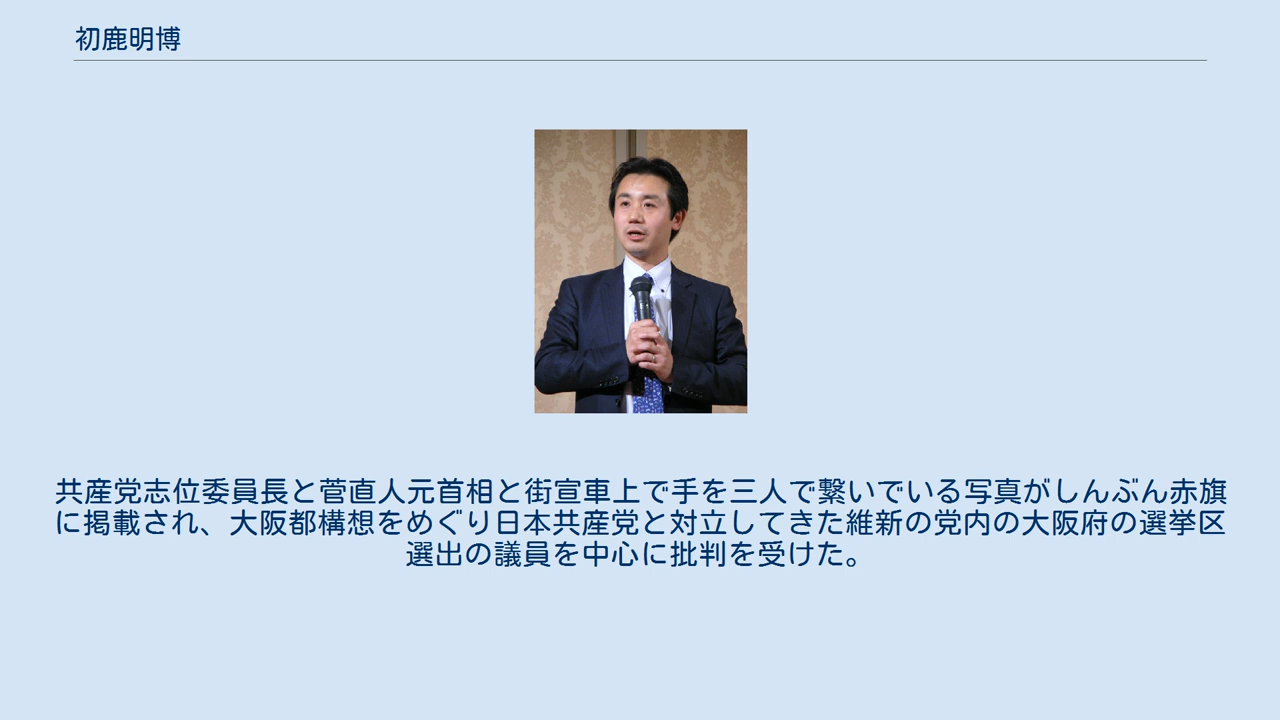 初鹿明博
共産党志位委員長と菅直人元首相と街宣車上で手を三人で繋いでいる写真がしんぶん赤旗
に掲載され、大阪都構想をめぐり日本共産党と対立してきた維新の党内の大阪府の選挙区
選出の議員を中心に批判を受けた。